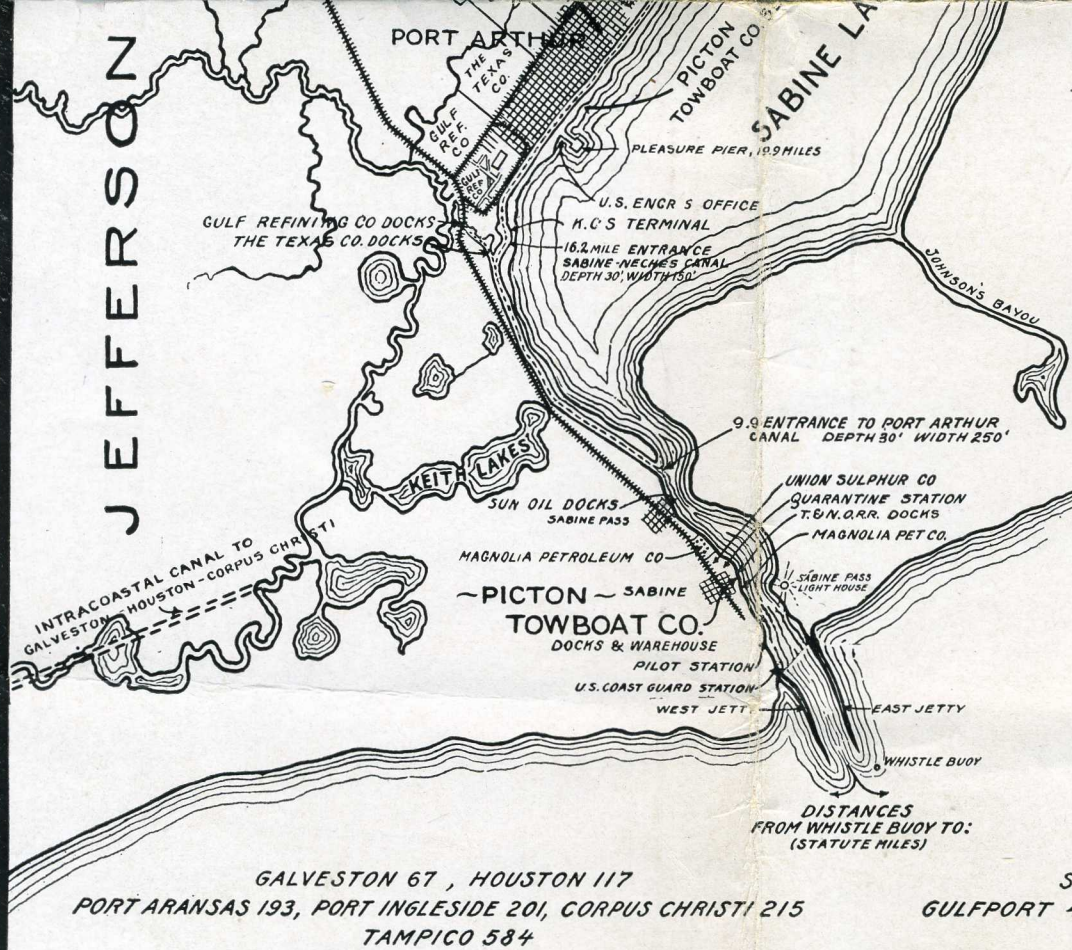 PORT ARTHUR
THE
TEXAS
CO.
GULF
REF.
CO
GULF
REF
CO
PICTON
TOWBOAT CO.
SABINE LA
JEFFERSON
PLEASURE PIER, 19.9 MILES
U.S. ENGR'S OFFICE
K.C S TERMINAL
GULF REFINING CO DOCKS
THE TEXAS CO. DOCKS
16.2 MILE ENTRANCE
SABINE-NECHES CANAL
DEPTH 30', WIDTH 150'
JOHNSON'S BAYOU
9.9 ENTRANCE TO PORT ARTHUR
CANAL DEPTH 30' WIDTH 250'
KEITH LAKES
UNION SULPHUR CO
QUARANTINE STATION
T.& N.O.R.R. DOCKS
MAGNOLIA PET CO.
SUN OIL DOCKS
SABINE PASS
MAGNOLIA PETROLEUM CO
SABINE PASS
LIGHT HOUSE
INTRACOASTAL CANAL TO
GALVESTON-HOUSTON-CORPUS CHRISTI
~PICTON~ SABINE
TOWBOAT CO.
DOCKS & WAREHOUSE
PILOT STATION
U.S. COAST GUARD STATION
WEST JETT
EAST JETTY
WHISTLE BUOY
DISTANCES
FROM WHISTLE BUOY TO:
(STATUTE MILES)
GALVESTON 67, HOUSTON 117
PORT ARANSAS 193, PORT INGLESIDE 201, CORPUS CHRISTI 215
TAMPICO 584
GULFPORT